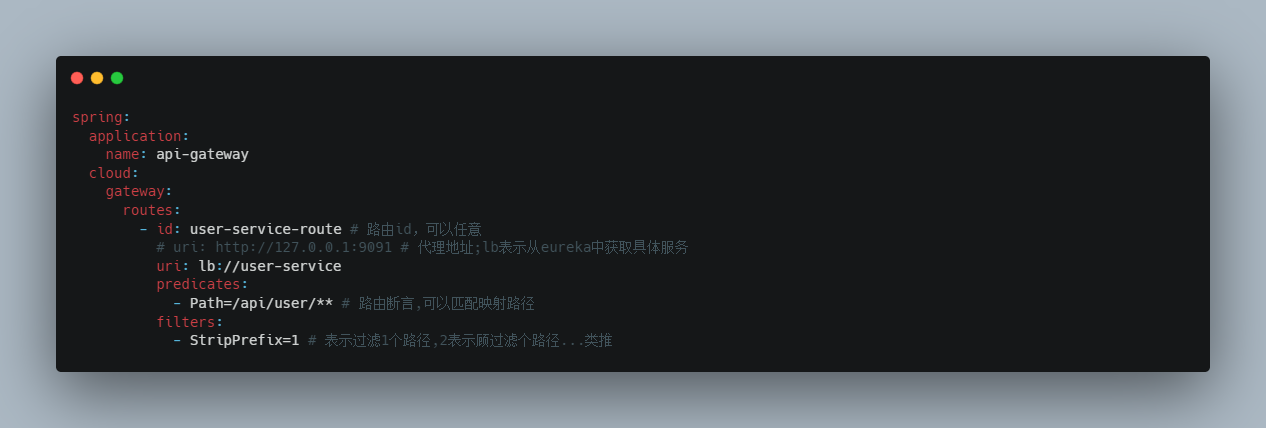 spring:
  application:
    name: api-gateway
  cloud:
    gateway:
      routes:
        - id: user-service-route # 路由id，可以任意
          # uri: http://127.0.0.1:9091 # 代理地址;lb表示从eureka中获取具体服务
          uri: lb://user-service
          predicates:
            - Path=/api/user/** # 路由断言,可以匹配映射路径
          filters:
            - StripPrefix=1 # 表示过滤1个路径,2表示顾过滤个路径...类推